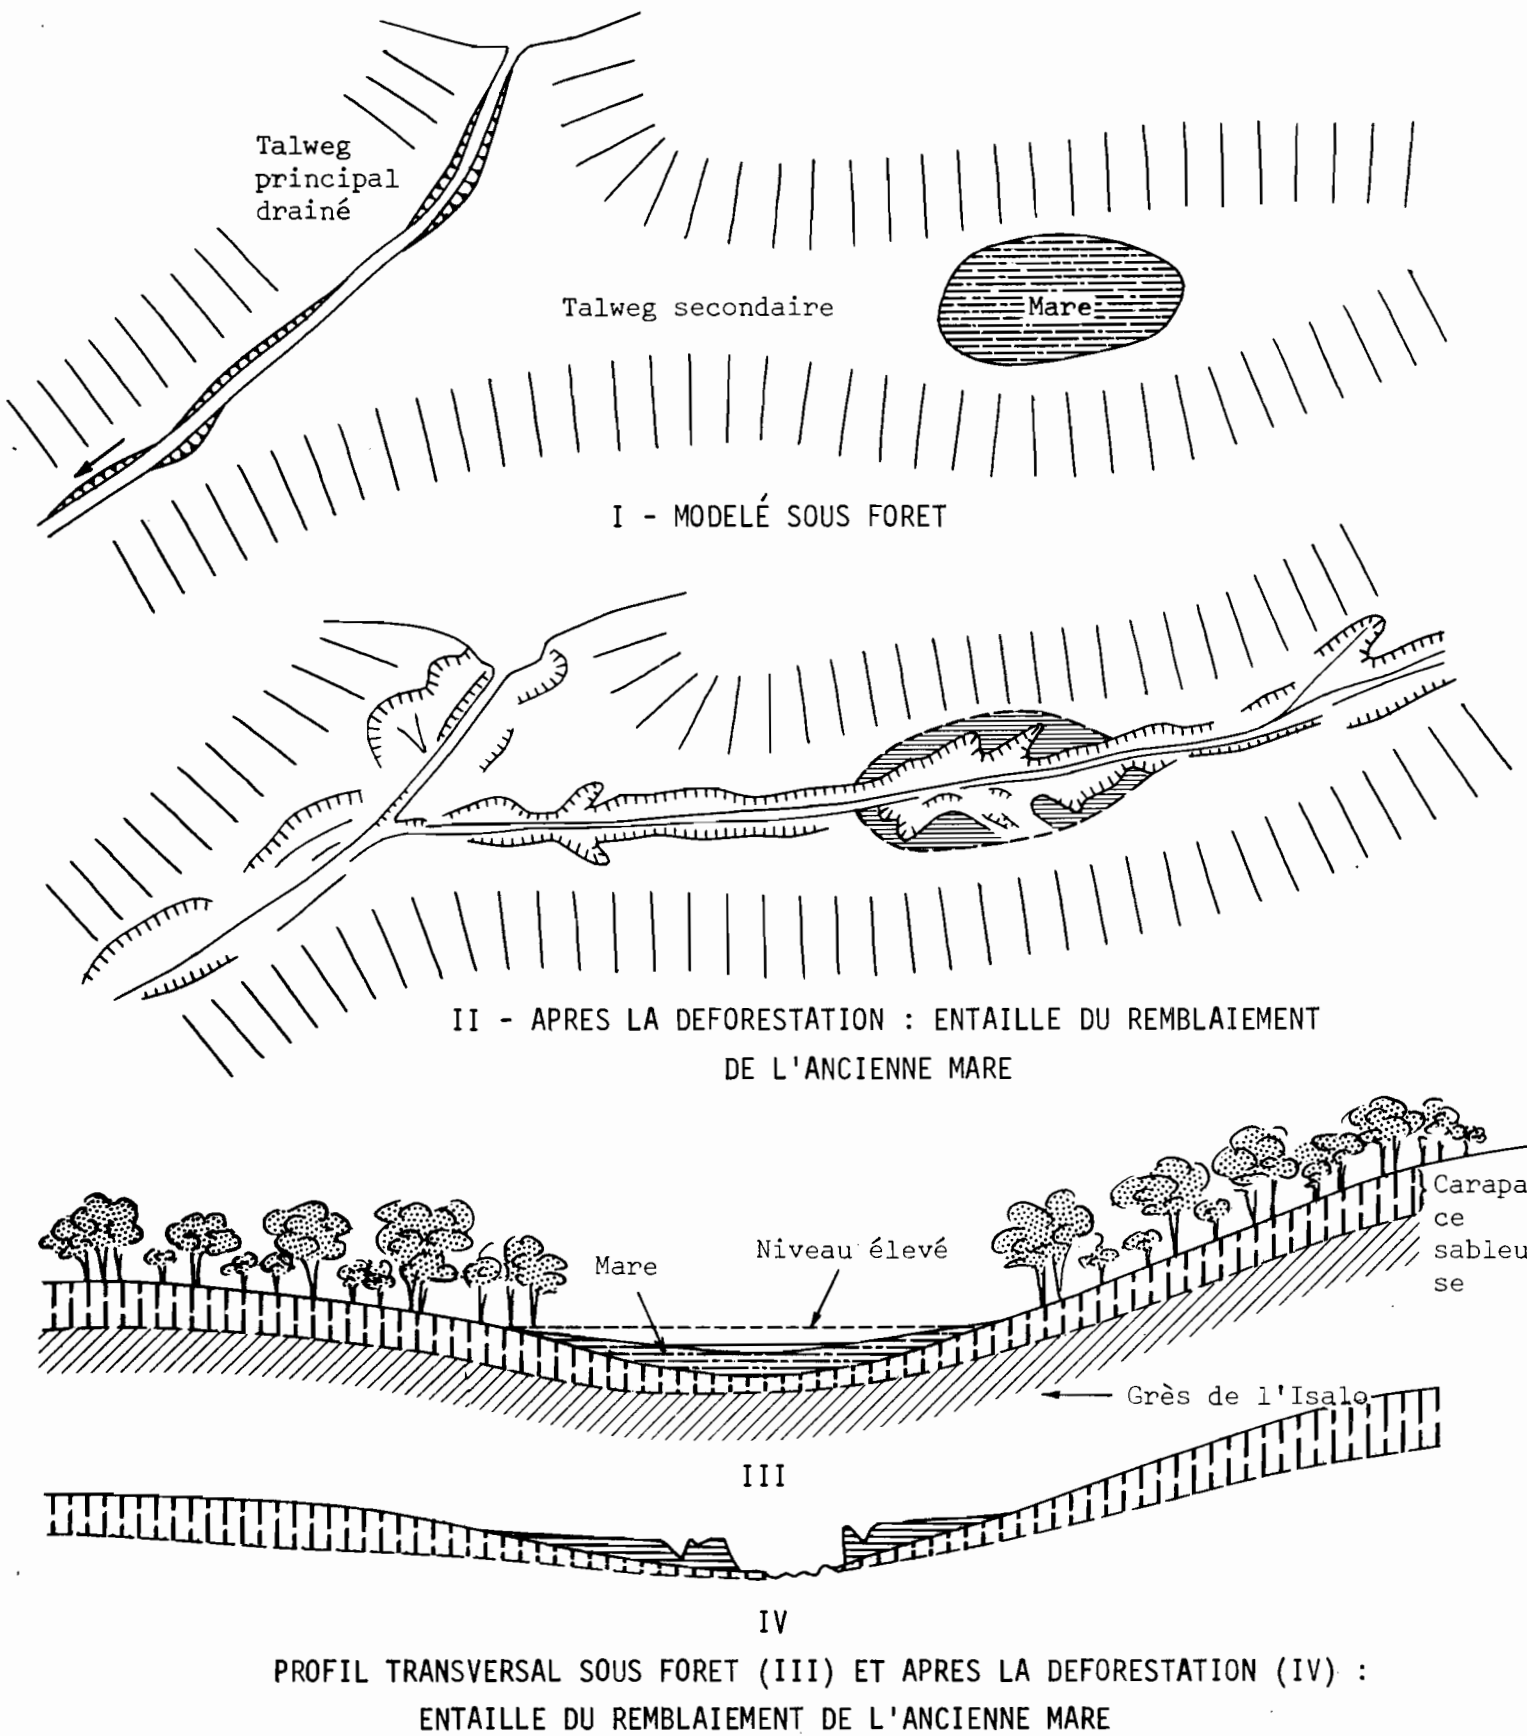 Talweg
principal
drainé
Talweg secondaire
Mare
I - MODELÉ SOUS FORET
II - APRES LA DEFORESTATION : ENTAILLE DU REMBLAIEMENT
DE L'ANCIENNE MARE
Carapa
ce
sableu
se
Niveau élevé
Mare
Grès de l'Isalo
III
IV
PROFIL TRANSVERSAL SOUS FORET (III) ET APRES LA DEFORESTATION (IV) :
ENTAILLE DU REMBLAIEMENT DE L'ANCIENNE MARE